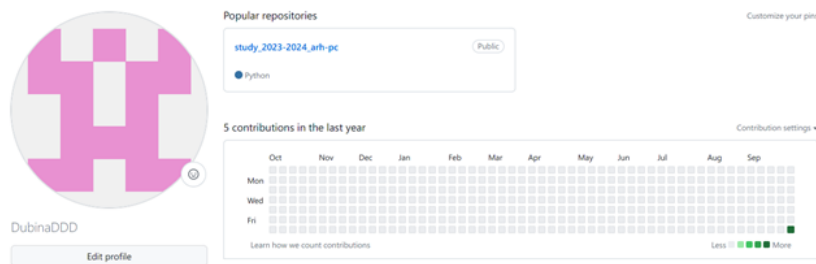 Popular repositories
Customize your pins
study_2023-2024_arh-pc
Public
Python
5 contributions in the last year
Contribution settings
Oct Nov Dec Jan Feb Mar Apr May Jun Jul Aug Sep
Mon
Wed
Fri
Learn how we count contributions
Less More
DubinaDDD
Edit profile